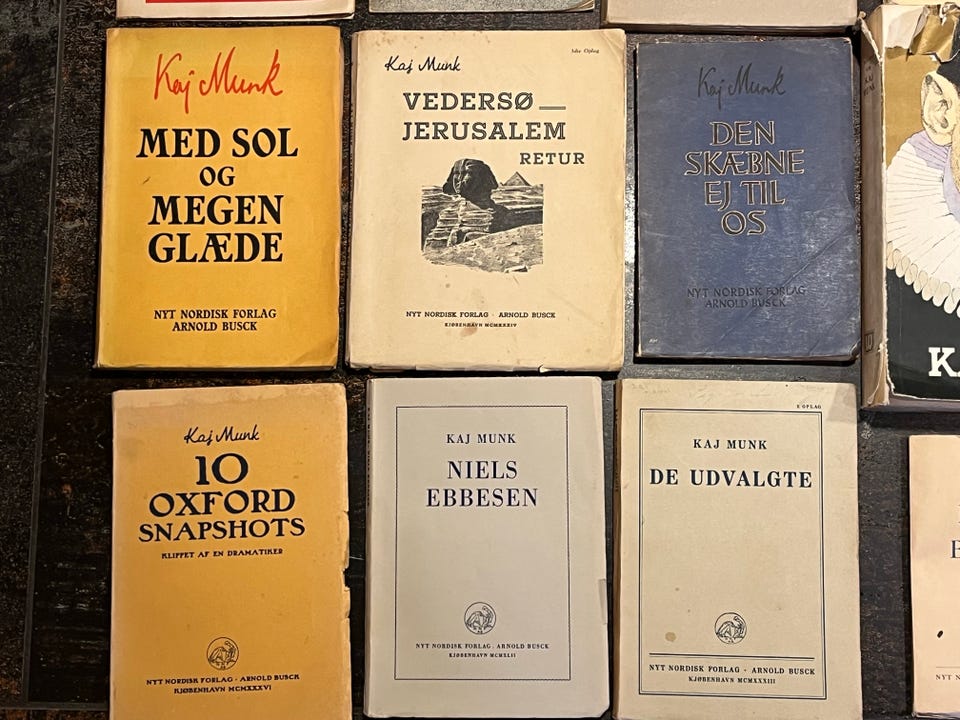 Kaj Munk
MED SOL
OG
MEGEN
GLÆDE
NYT NORDISK FORLAG
ARNOLD BUSCK
Kaj Munk
VEDERSØ —
JERUSALEM
RETUR
NYT NORDISK FORLAG · ARNOLD BUSCK
KJØBENHAVN MCMXXXIV
Kaj Munk
DEN
SKÆBNE
EJ TIL
OS
NYT NORDISK FORLAG
ARNOLD BUSCK
Kaj Munk
10
OXFORD
SNAPSHOTS
KLIPPET AF EN DRAMATIKER
NYT NORDISK FORLAG · ARNOLD BUSCK
KJØBENHAVN MCMXXXVI
KAJ MUNK
NIELS
EBBESEN
NYT NORDISK FORLAG · ARNOLD BUSCK
KJØBENHAVN MCMXLII
2 OPLAG
KAJ MUNK
DE UDVALGTE
NYT NORDISK FORLAG · ARNOLD BUSCK
KJØBENHAVN MCMXXXIII